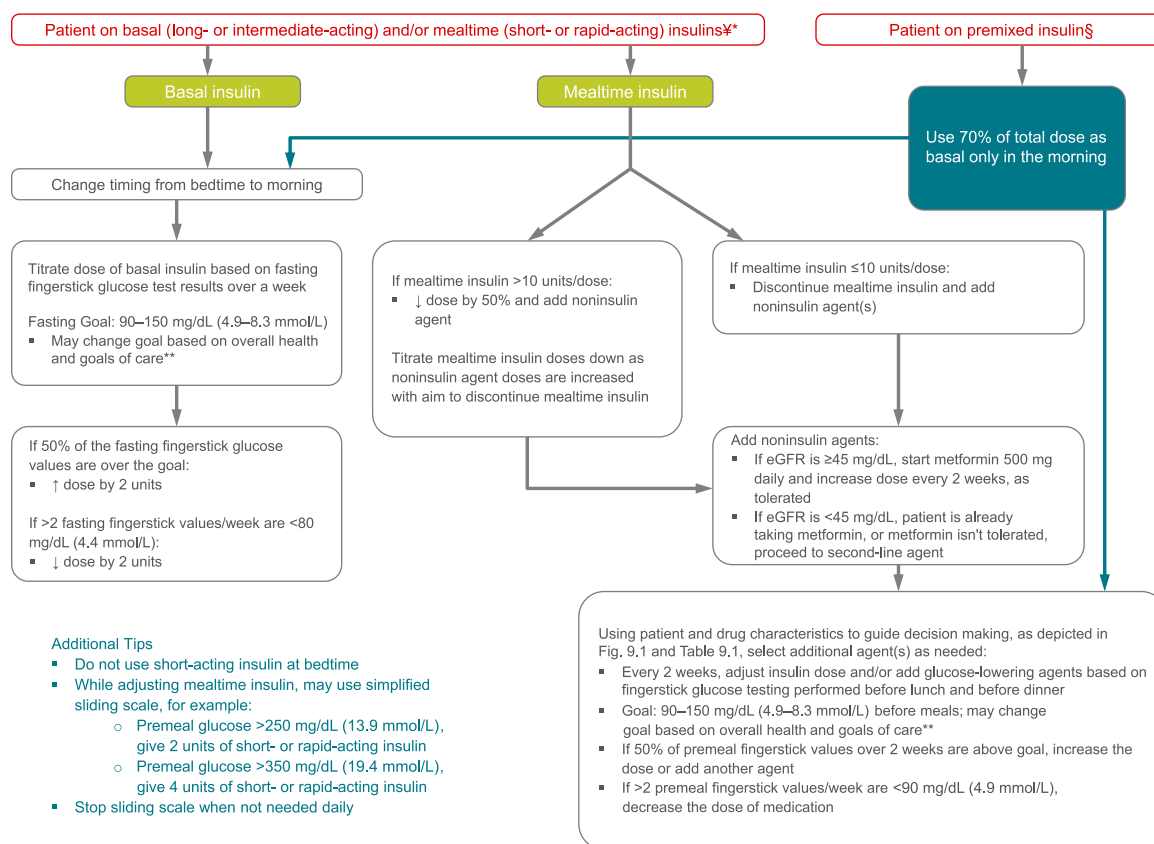 Patient on basal (long- or intermediate-acting) and/or mealtime (short- or rapid-acting) insulins¥*
Patient on premixed insulin§
Basal insulin
Mealtime insulin
Use 70% of total dose as
basal only in the morning
Change timing from bedtime to morning
Titrate dose of basal insulin based on fasting
fingerstick glucose test results over a week
Fasting Goal: 90–150 mg/dL (4.9–8.3 mmol/L)
▪ May change goal based on overall health
and goals of care**
If mealtime insulin >10 units/dose:
▪ ↓ dose by 50% and add noninsulin
agent
Titrate mealtime insulin doses down as
noninsulin agent doses are increased
with aim to discontinue mealtime insulin
If mealtime insulin ≤10 units/dose:
▪ Discontinue mealtime insulin and add
noninsulin agent(s)
If 50% of the fasting fingerstick glucose
values are over the goal:
▪ ↑ dose by 2 units
If >2 fasting fingerstick values/week are <80
mg/dL (4.4 mmol/L):
▪ ↓ dose by 2 units
Add noninsulin agents:
▪ If eGFR is ≥45 mg/dL, start metformin 500 mg
daily and increase dose every 2 weeks, as
tolerated
▪ If eGFR is <45 mg/dL, patient is already
taking metformin, or metformin isn't tolerated,
proceed to second-line agent
Additional Tips
▪ Do not use short-acting insulin at bedtime
▪ While adjusting mealtime insulin, may use simplified
sliding scale, for example:
○ Premeal glucose >250 mg/dL (13.9 mmol/L),
give 2 units of short- or rapid-acting insulin
○ Premeal glucose >350 mg/dL (19.4 mmol/L),
give 4 units of short- or rapid-acting insulin
▪ Stop sliding scale when not needed daily
Using patient and drug characteristics to guide decision making, as depicted in
Fig. 9.1 and Table 9.1, select additional agent(s) as needed:
▪ Every 2 weeks, adjust insulin dose and/or add glucose-lowering agents based on
fingerstick glucose testing performed before lunch and before dinner
▪ Goal: 90–150 mg/dL (4.9–8.3 mmol/L) before meals; may change
goal based on overall health and goals of care**
▪ If 50% of premeal fingerstick values over 2 weeks are above goal, increase the
dose or add another agent
▪ If >2 premeal fingerstick values/week are <90 mg/dL (4.9 mmol/L),
decrease the dose of medication